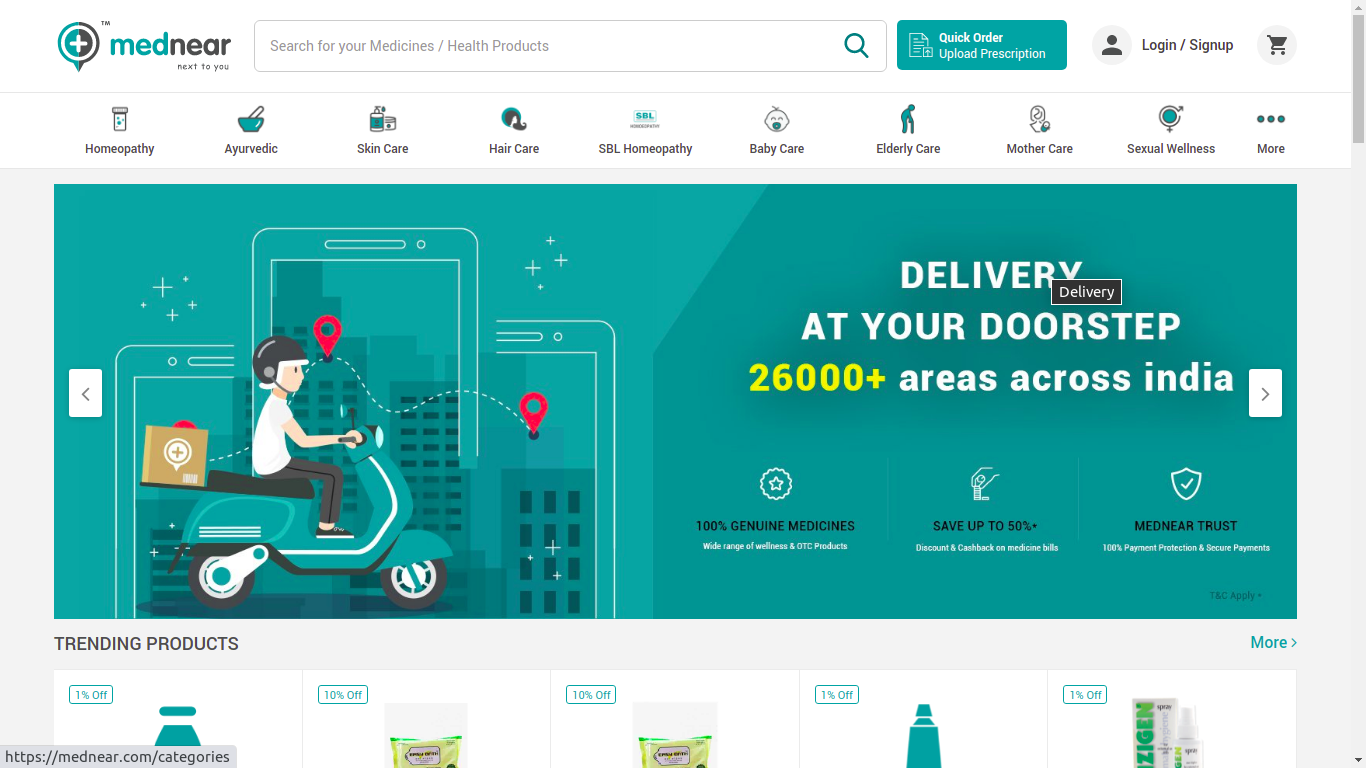 mednear
TM
next to you
Search for your Medicines / Health Products
Quick Order
Upload Prescription
Login / Signup
Homeopathy
Ayurvedic
Skin Care
Hair Care
SBL
HOMOEOPATHY
SBL Homeopathy
Baby Care
Elderly Care
Mother Care
Sexual Wellness
More
DELIVERY
Delivery
AT YOUR DOORSTEP
26000+ areas across india
100% GENUINE MEDICINES
Wide range of wellness & OTC Products
SAVE UP TO 50%*
Discount & Cashback on medicine bills
MEDNEAR TRUST
100% Payment Protection & Secure Payments
T&C Apply *
TRENDING PRODUCTS
More
1% Off
10% Off
10% Off
1% Off
1% Off
spray
spray
https://mednear.com/categories